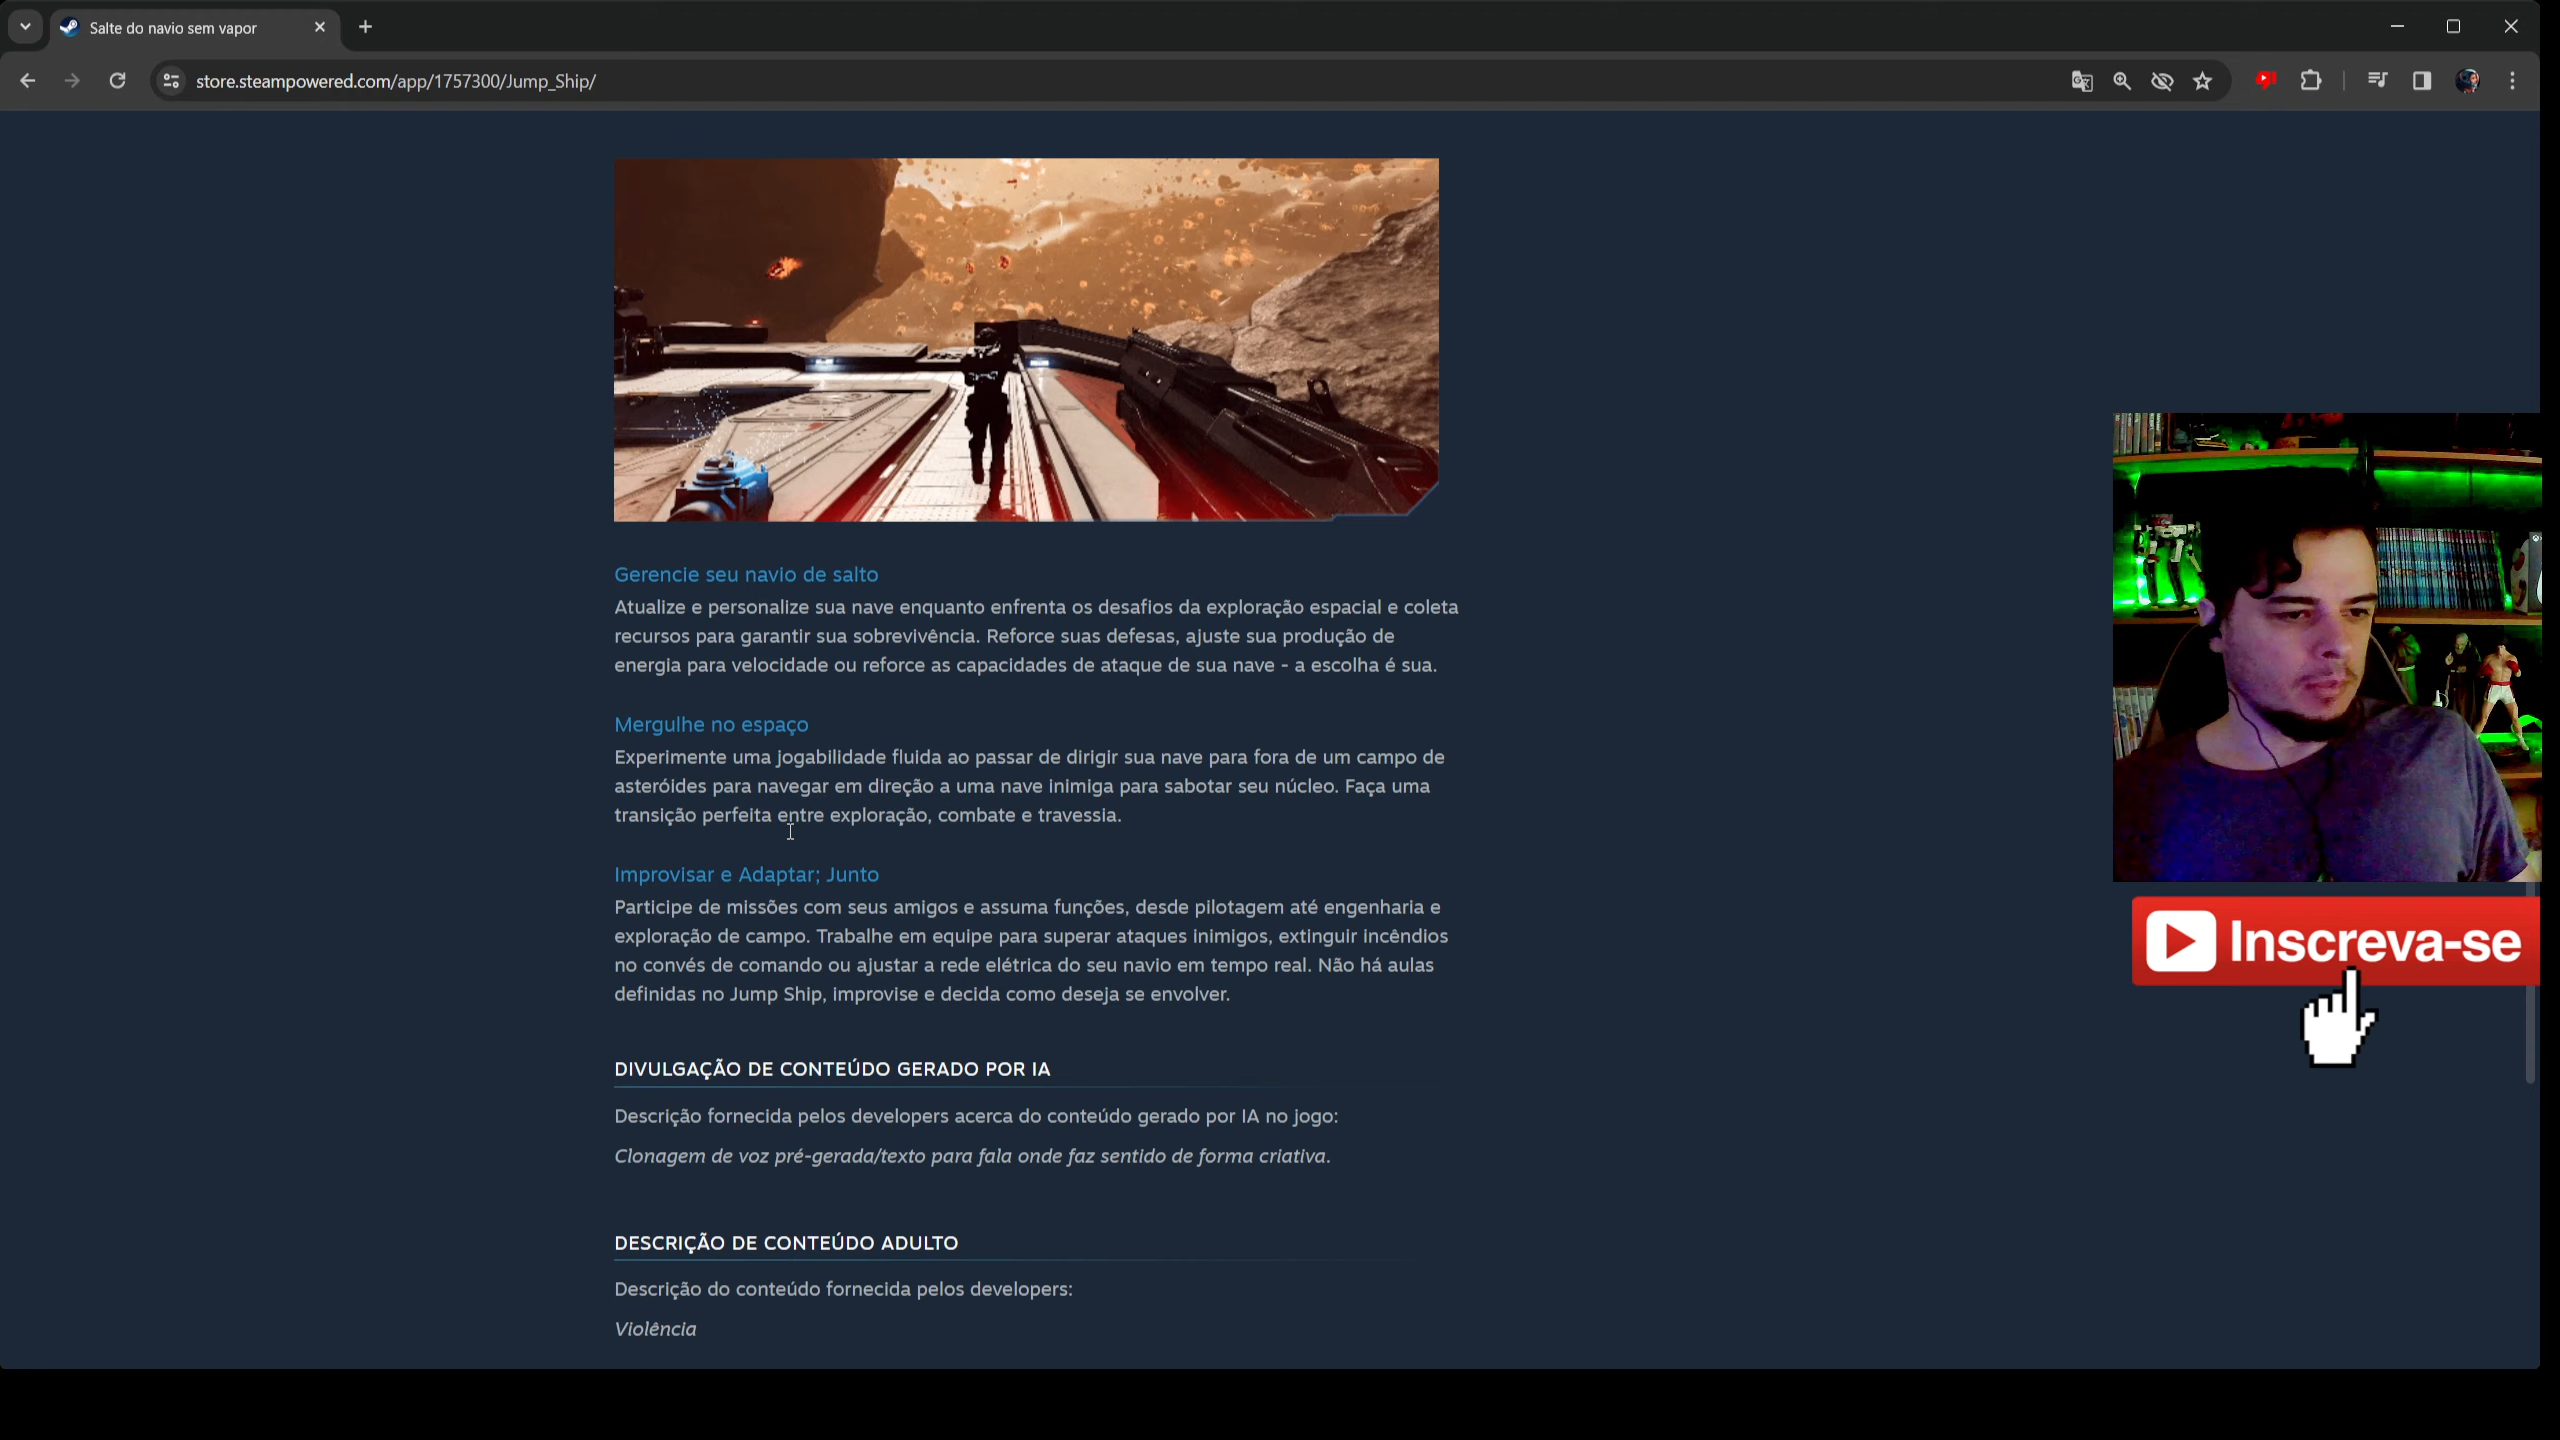 Salte do navio sem vapor
store.steampowered.com/app/1757300/Jump_Ship/
Gerencie seu navio de salto
Atualize e personalize sua nave enquanto enfrenta os desafios da exploração espacial e coleta
recursos para garantir sua sobrevivência. Reforce suas defesas, ajuste sua produção de
energia para velocidade ou reforce as capacidades de ataque de sua nave - a escolha é sua.
Mergulhe no espaço
Experimente uma jogabilidade fluida ao passar de dirigir sua nave para fora de um campo de
asteróides para navegar em direção a uma nave inimiga para sabotar seu núcleo. Faça uma
transição perfeita entre exploração, combate e travessia.
Improvisar e Adaptar; Junto
Participe de missões com seus amigos e assuma funções, desde pilotagem até engenharia e
exploração de campo. Trabalhe em equipe para superar ataques inimigos, extinguir incêndios
no convés de comando ou ajustar a rede elétrica do seu navio em tempo real. Não há aulas
definidas no Jump Ship, improvise e decida como deseja se envolver.
Inscreva-se
DIVULGAÇÃO DE CONTEÚDO GERADO POR IA
Descrição fornecida pelos developers acerca do conteúdo gerado por IA no jogo:
Clonagem de voz pré-gerada/texto para fala onde faz sentido de forma criativa.
DESCRIÇÃO DE CONTEÚDO ADULTO
Descrição do conteúdo fornecida pelos developers:
Violência